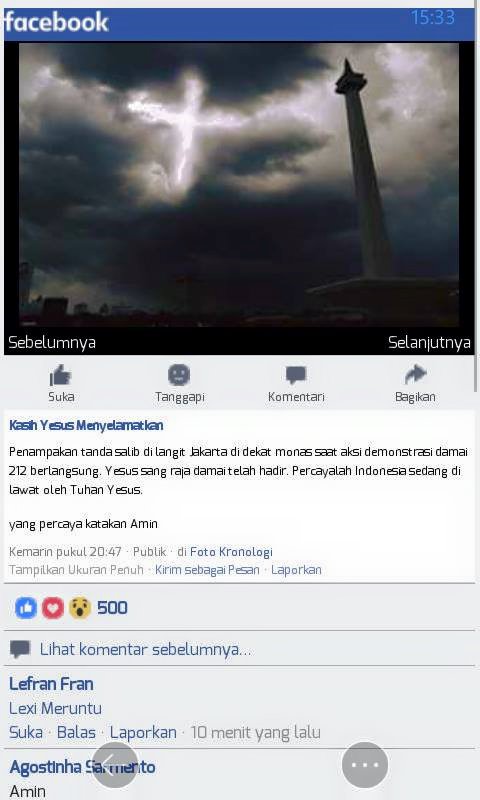 facebook
15:33
Sebelumnya
Selanjutnya
Suka
Tanggapi
Komentari
Bagikan
Kasih Yesus Menyelamatkan
Penampakan tanda salib di langit Jakarta di dekat monas saat aksi demonstrasi damai
212 berlangsung. Yesus sang raja damai telah hadir. Percayalah Indonesia sedang di
lawat oleh Tuhan Yesus.
yang percaya katakan Amin
Kemarin pukul 20:47 · Publik · di Foto Kronologi
Tampilkan Ukuran Penuh · Kirim sebagai Pesan · Laporkan
500
Lihat komentar sebelumnya...
Lefran Fran
Lexi Meruntu
Suka · Balas · Laporkan · 10 menit yang lalu
Agostinha Sarmento
Amin